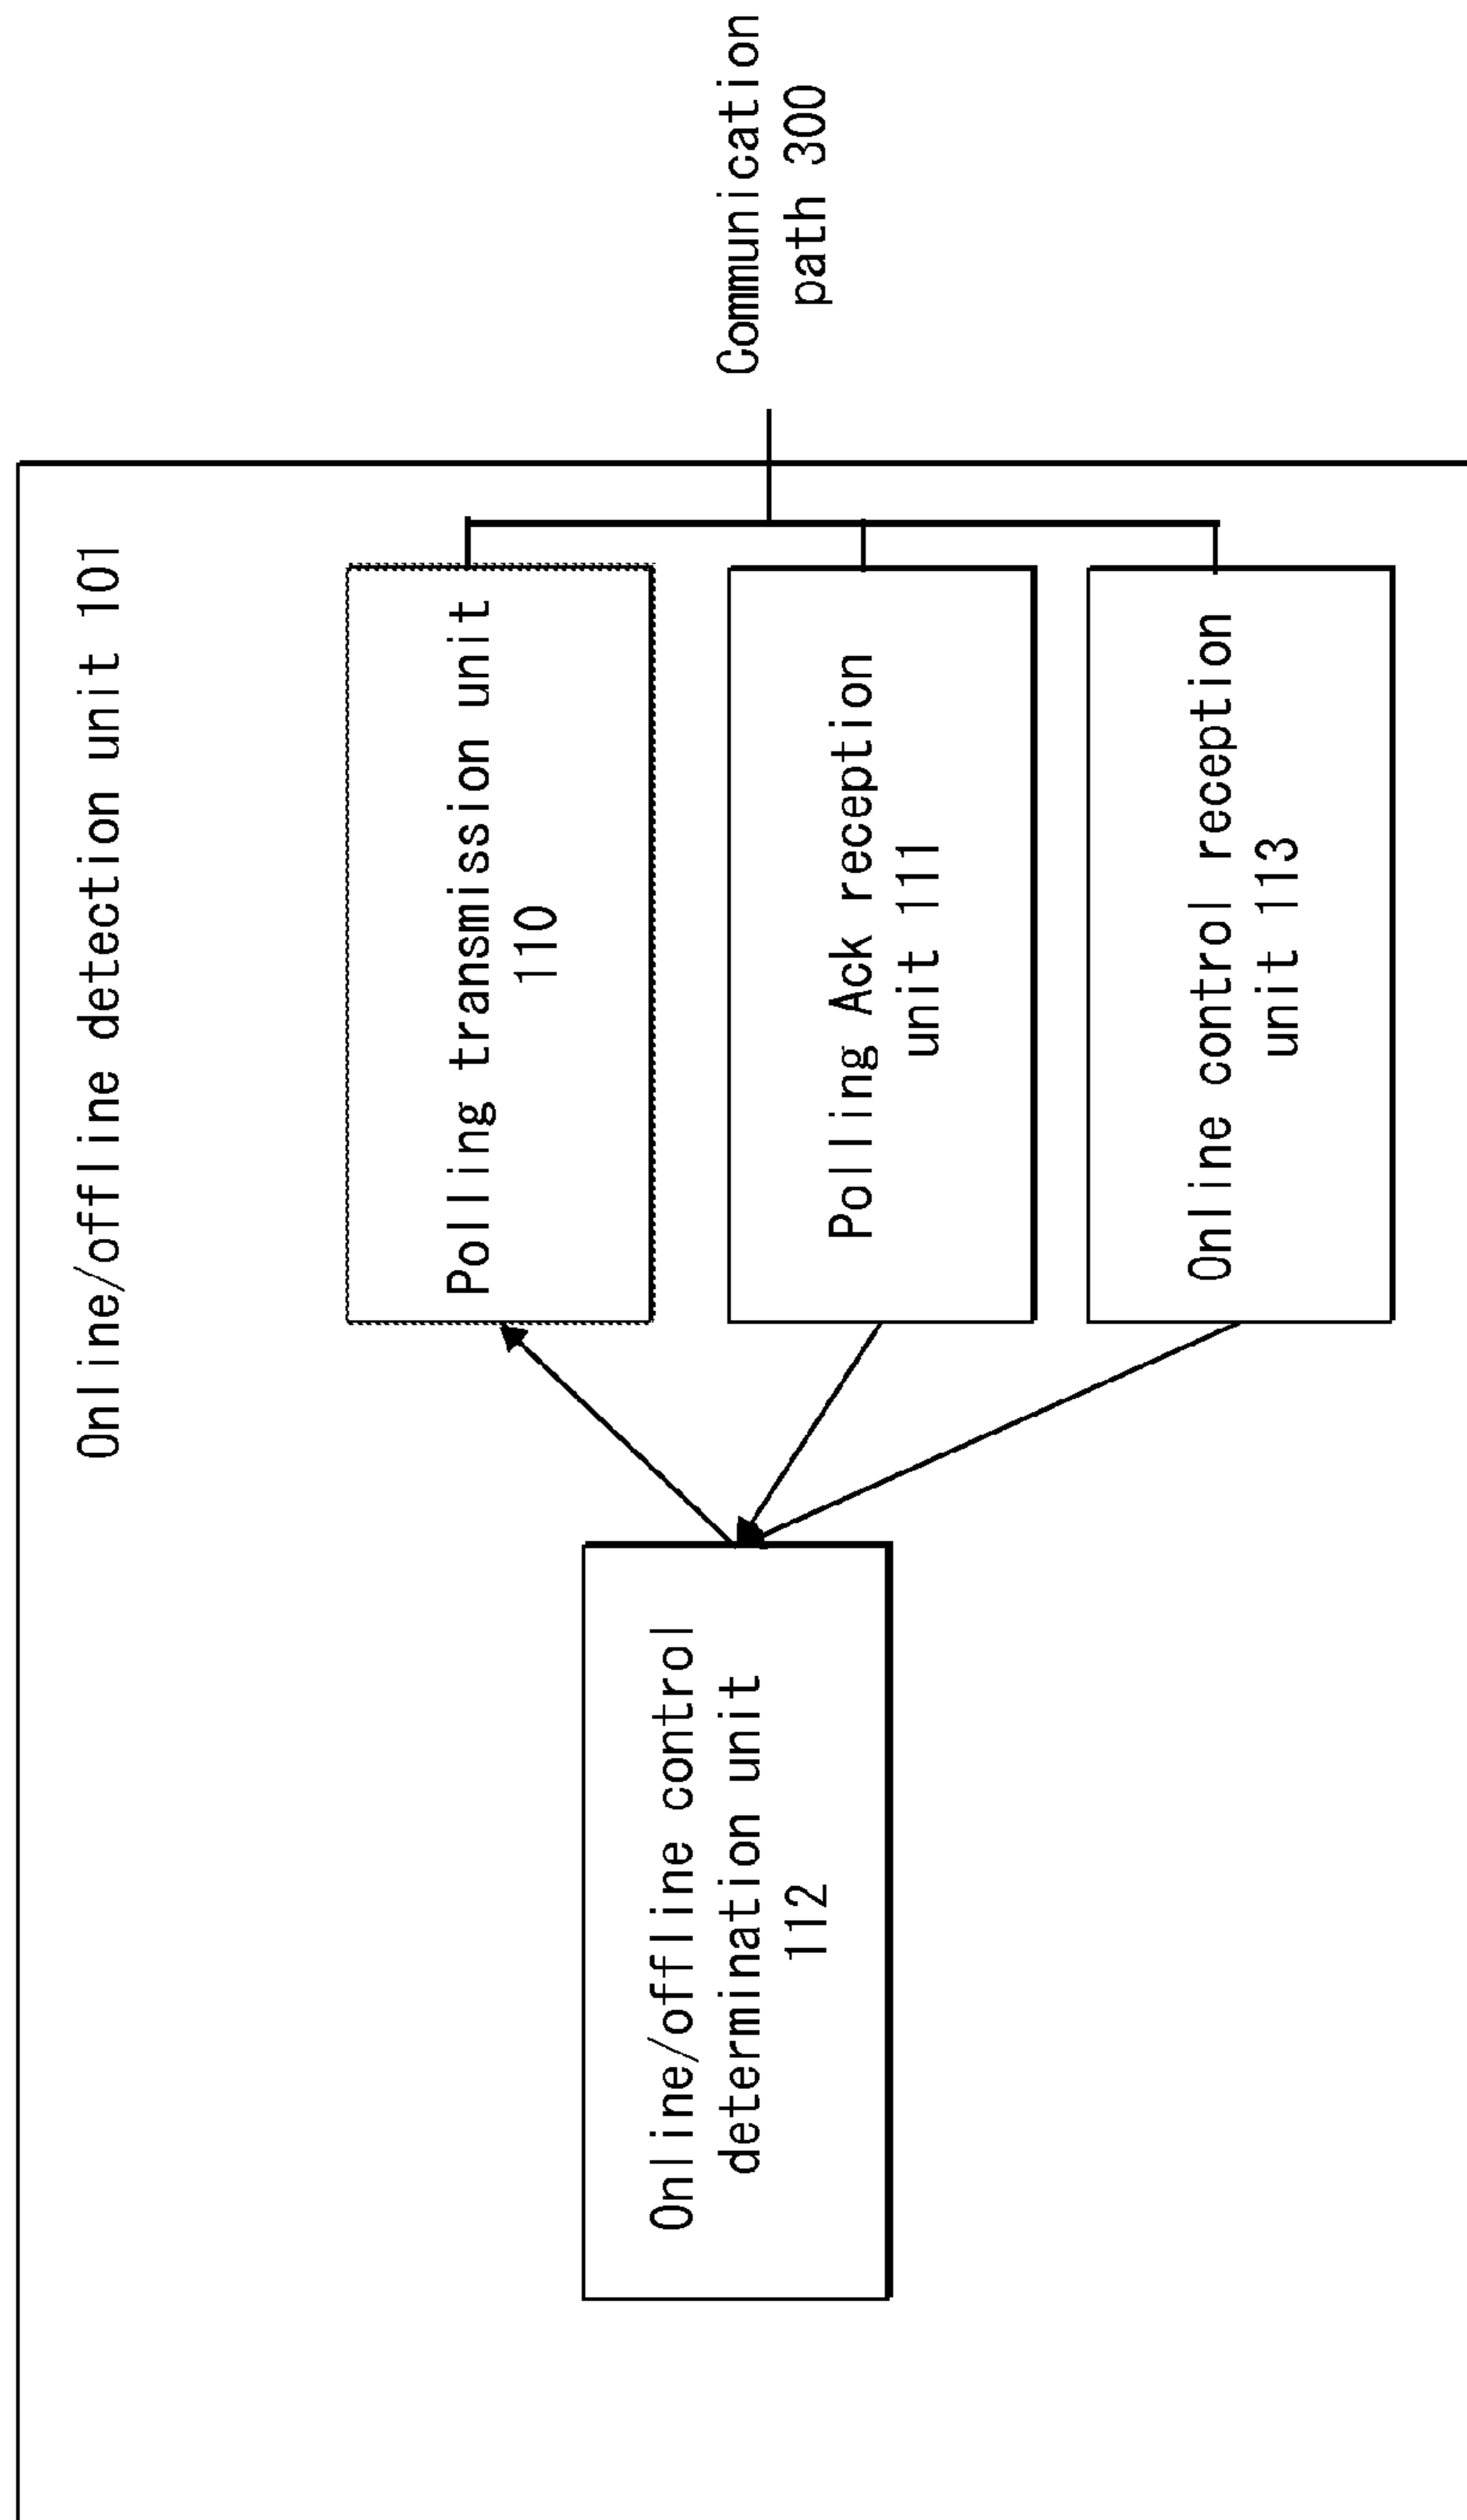 Online/offline detection unit 101
Online/offline control
determination unit
112
Polling transmission unit
110
Polling Ack reception
unit 111
Online control reception
unit 113
Communication
path 300